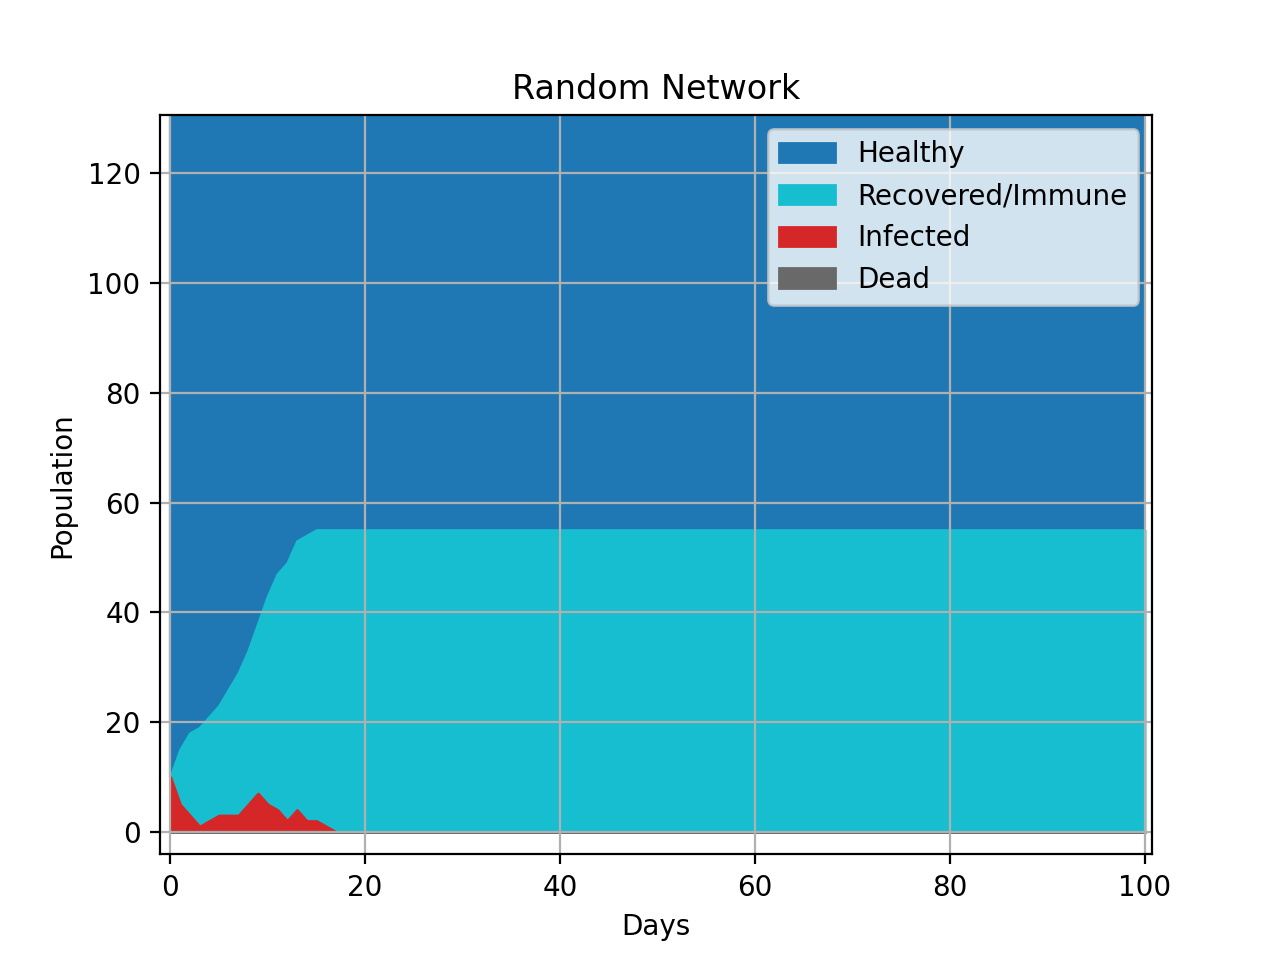 Random Network
Healthy
Recovered/Immune
Infected
Dead
120
100
80
60
40
20
0
Population
0 20 40 60 80 100
Days